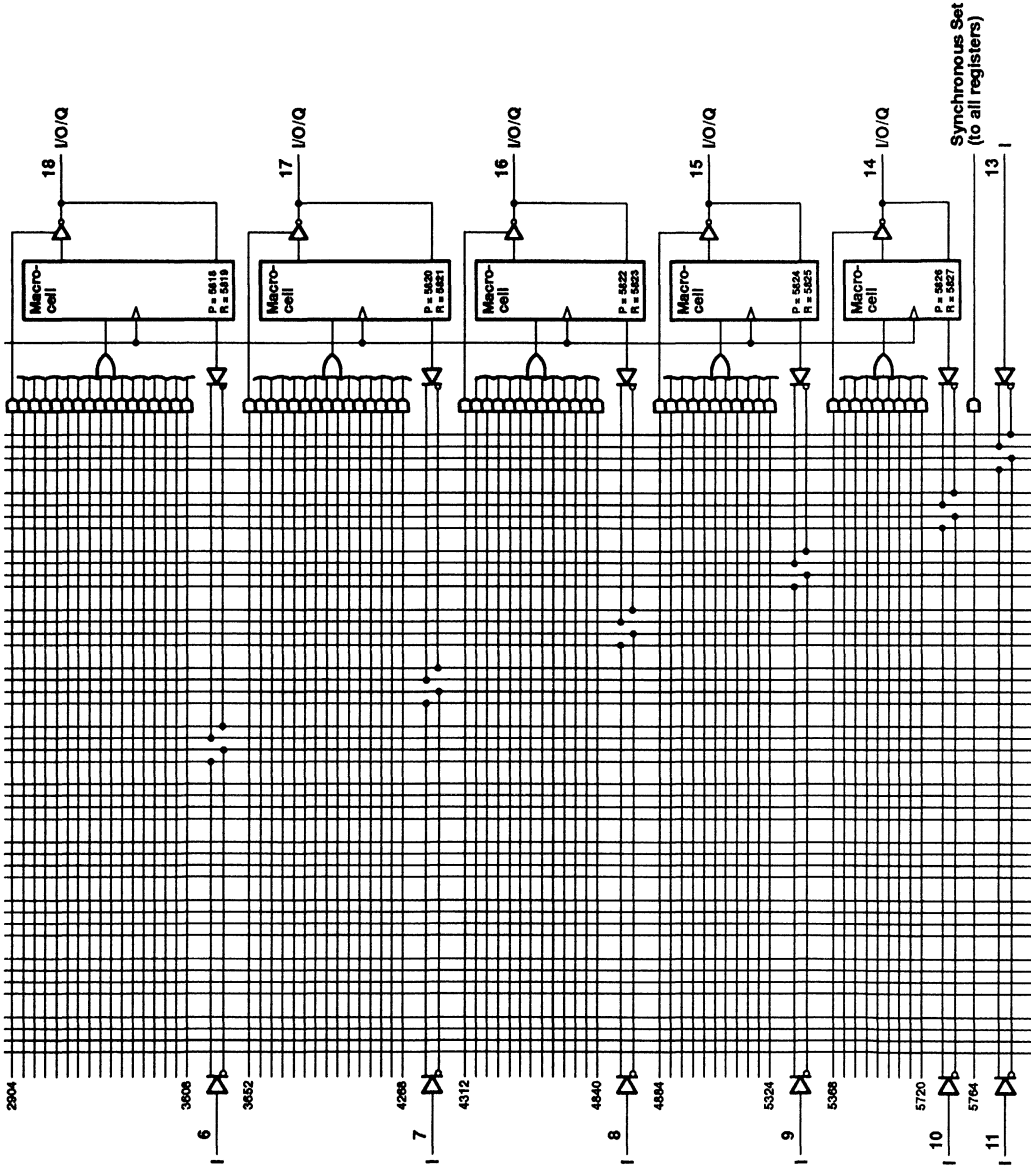 2904
3608
6
I
Macro-
cell
P = 5818
R = 5819
18 I/O/Q
3652
4268
7
I
Macro-
cell
P = 5820
R = 5821
17 I/O/Q
4312
4840
8
I
Macro-
cell
P = 5822
R = 5823
16 I/O/Q
4884
5324
9
I
Macro-
cell
P = 5824
R = 5825
15 I/O/Q
5368
5720
10
I
Macro-
cell
P = 5826
R = 5827
14 I/O/Q
5764
Synchronous Set
(to all registers)
11
I
13 I